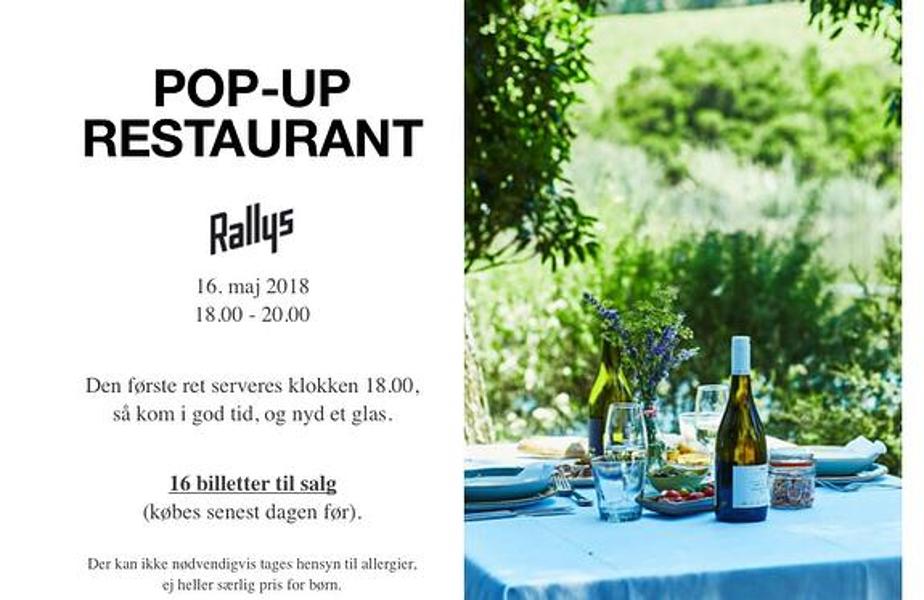 POP-UP
RESTAURANT
Rallys
16. maj 2018
18.00 - 20.00
Den første ret serveres klokken 18.00,
så kom i god tid, og nyd et glas.
16 billetter til salg
(købes senest dagen før).
Der kan ikke nødvendigvis tages hensyn til allergier,
ej heller særlig pris for børn.